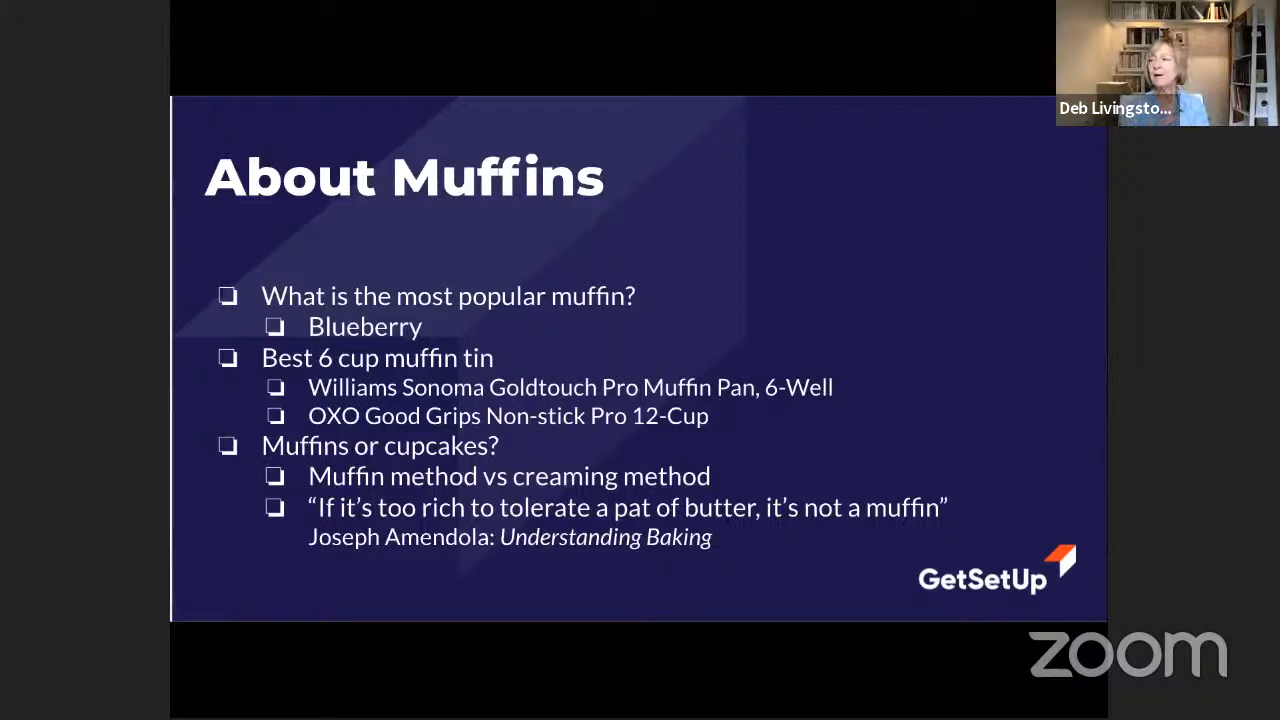 Deb Livingsto...
About Muffins
What is the most popular muffin?
Blueberry
Best 6 cup muffin tin
Williams Sonoma Goldtouch Pro Muffin Pan, 6-Well
OXO Good Grips Non-stick Pro 12-Cup
Muffins or cupcakes?
Muffin method vs creaming method
“If it’s too rich to tolerate a pat of butter, it’s not a muffin”
Joseph Amendola: Understanding Baking
GetSetUp
zoom